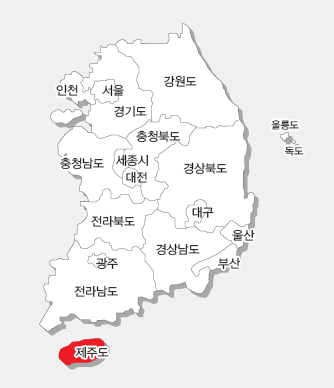 강원도
인천
서울
경기도
울릉도
독도
충청북도
충청남도
세종시
대전
경상북도
대구
전라북도
울산
경상남도
부산
광주
전라남도
제주도